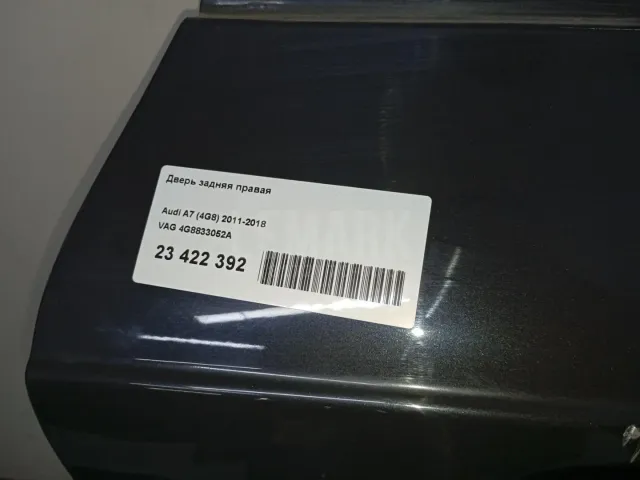 Дверь задняя правая
Audi A7 (4G8) 2011-2018
VAG 4G8833052A
23 422 392